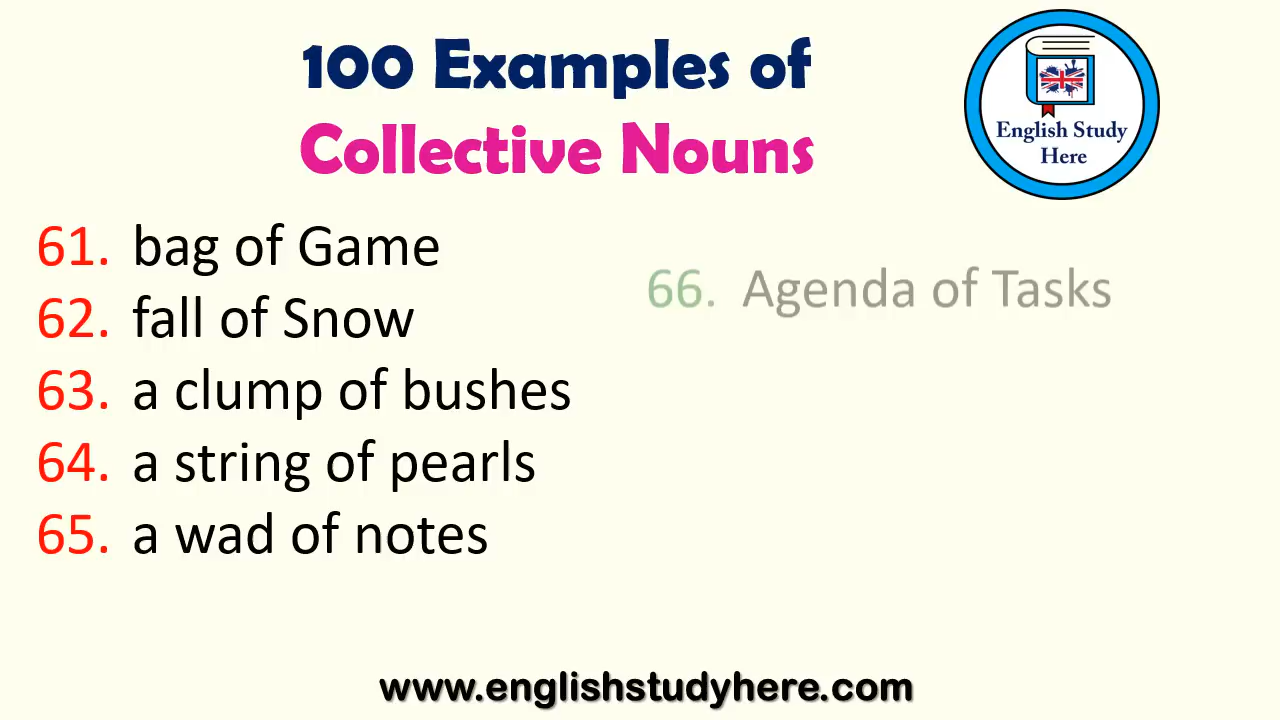 100 Examples of
Collective Nouns
English Study
Here
61. bag of Game
62. fall of Snow
63. a clump of bushes
64. a string of pearls
65. a wad of notes
66. Agenda of Tasks
www.englishstudyhere.com